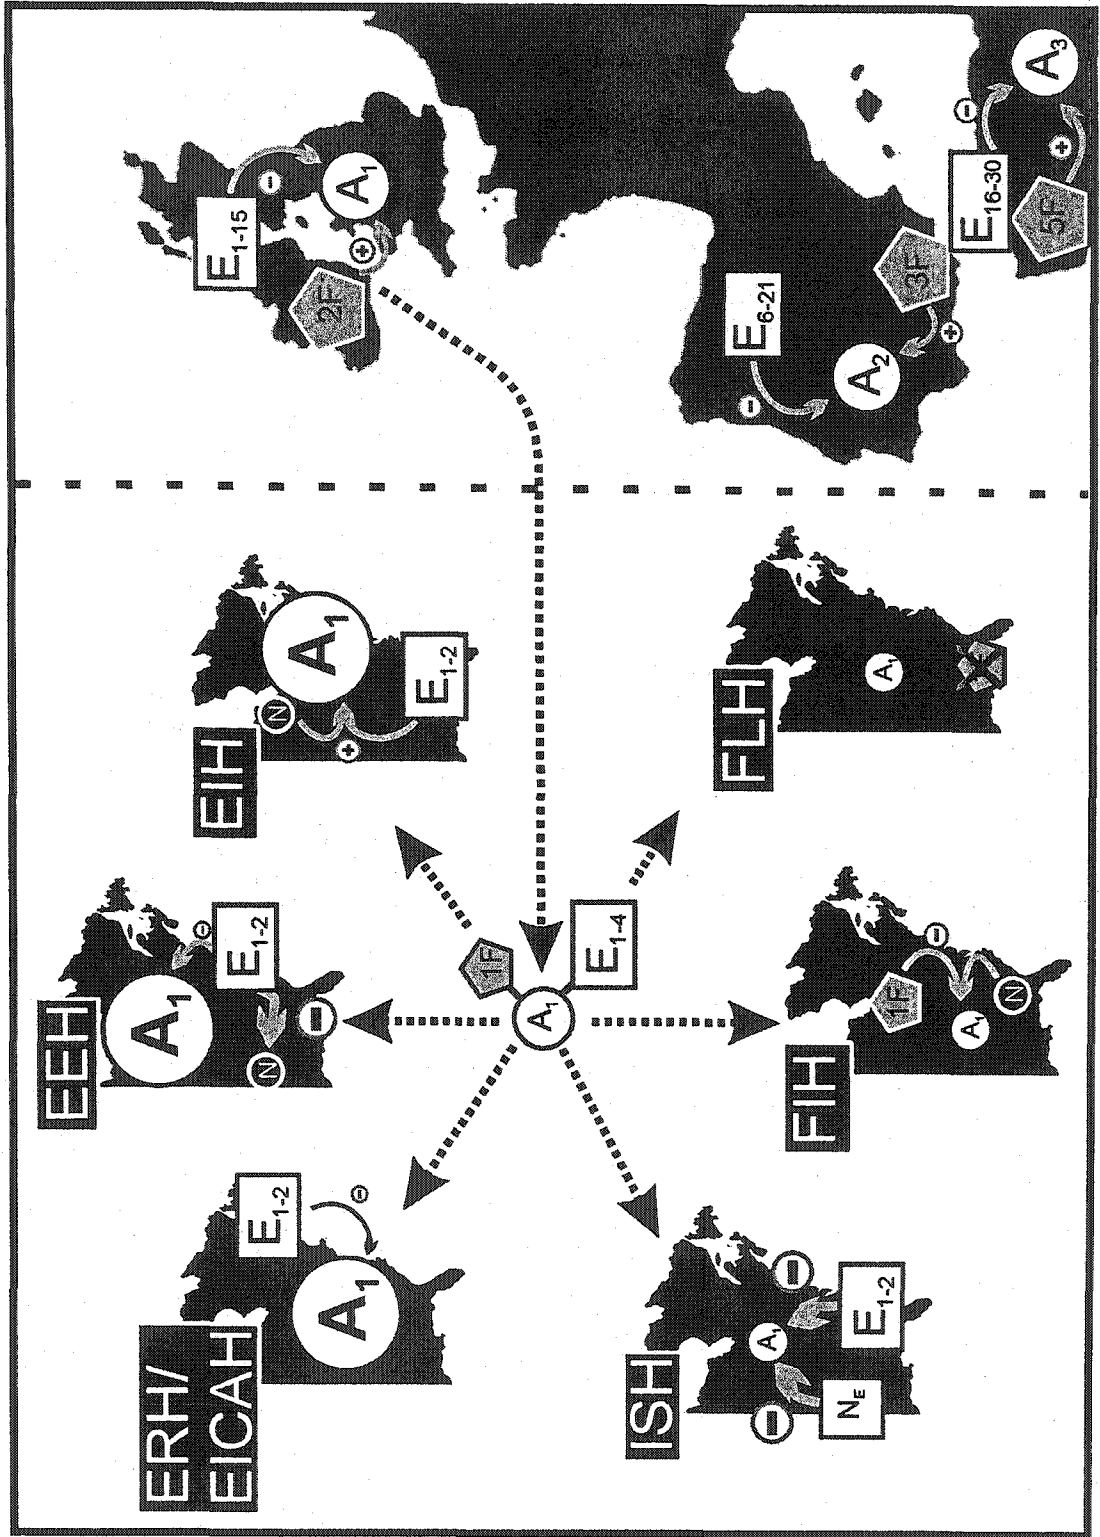 ERH/
EICAH
E1-2
−
A1
EEH
A1
E1-2
−
N
−
EIH
N
A1
+
E1-2
E1-15
−
2F
+
A1
1F
A1
E1-4
ISH
−
NE
A1
−
E1-2
FIH
1F
−
A1
N
FLH
A1
E6-21
−
A2
3F
+
E16-30
−
5F
+
A3